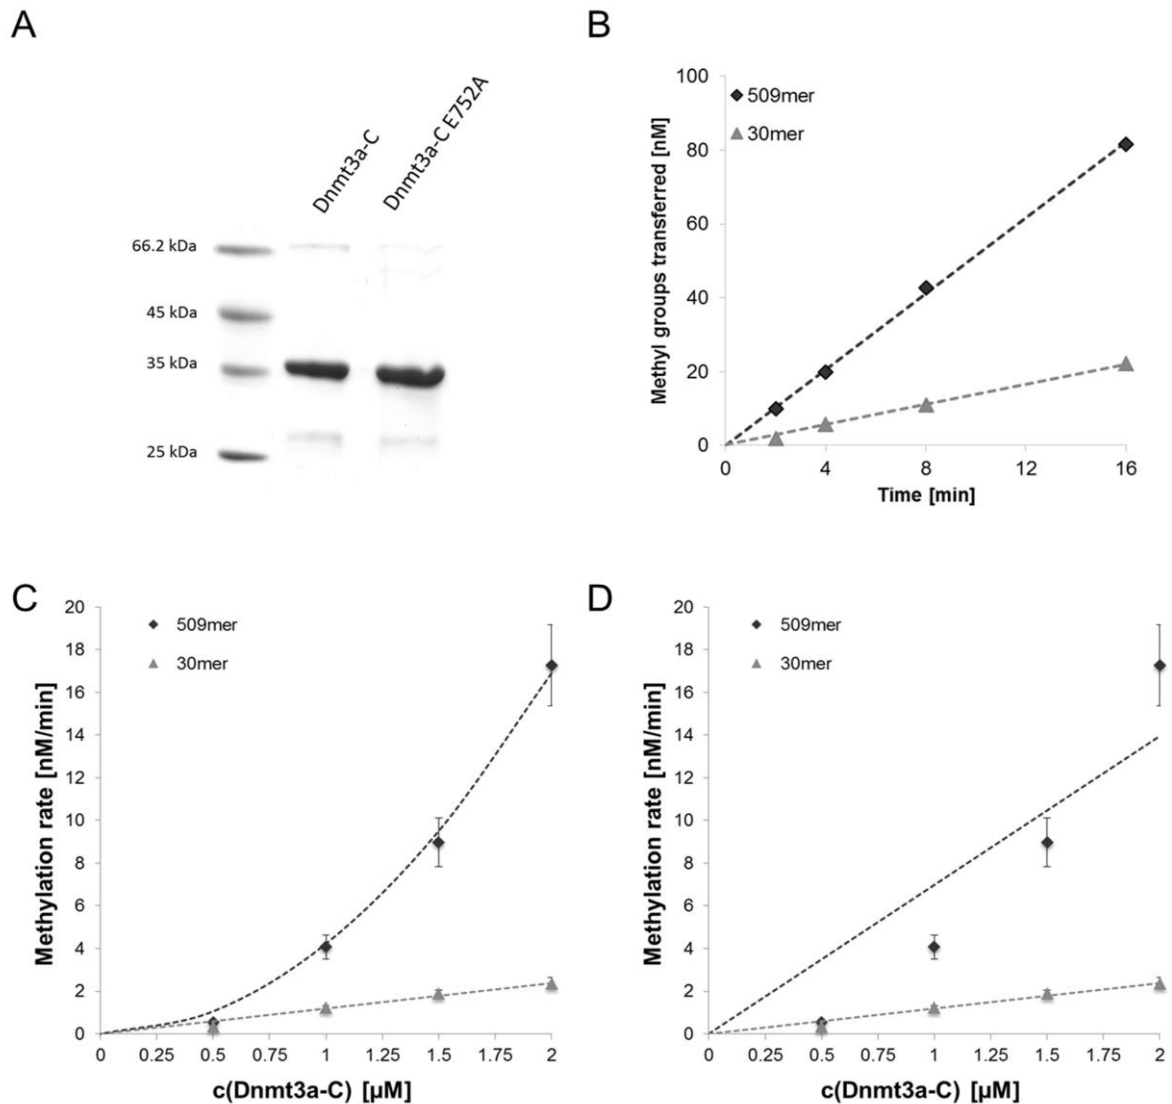 A
Dnmt3a-C
Dnmt3a-C E752A
66.2 kDa
45 kDa
35 kDa
25 kDa
B
100
80
60
40
20
0
Methyl groups transferred [nM]
509mer
30mer
0 4 8 12 16
Time [min]
C
20
18
16
14
12
10
8
6
4
2
0
Methylation rate [nM/min]
509mer
30mer
0 0.25 0.5 0.75 1 1.25 1.5 1.75 2
c(Dnmt3a-C) [µM]
D
20
18
16
14
12
10
8
6
4
2
0
Methylation rate [nM/min]
509mer
30mer
0 0.25 0.5 0.75 1 1.25 1.5 1.75 2
c(Dnmt3a-C) [µM]